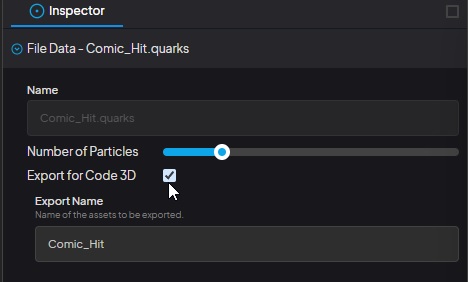 Inspector
File Data - Comic_Hit.quarks
Name
Comic_Hit.quarks
Number of Particles
Export for Code 3D
Export Name
Name of the assets to be exported.
Comic_Hit